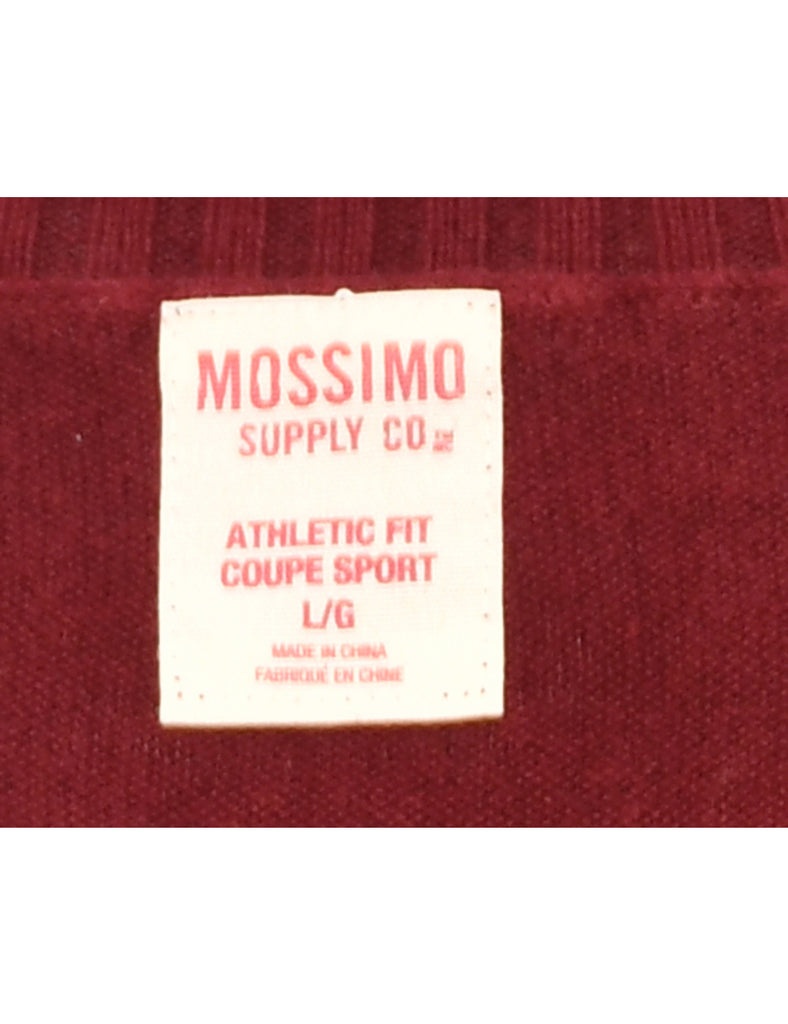 MOSSIMO
SUPPLY CO.
ATHLETIC FIT
COUPE SPORT
L/G
MADE IN CHINA
FABRIQUÉ EN CHINE